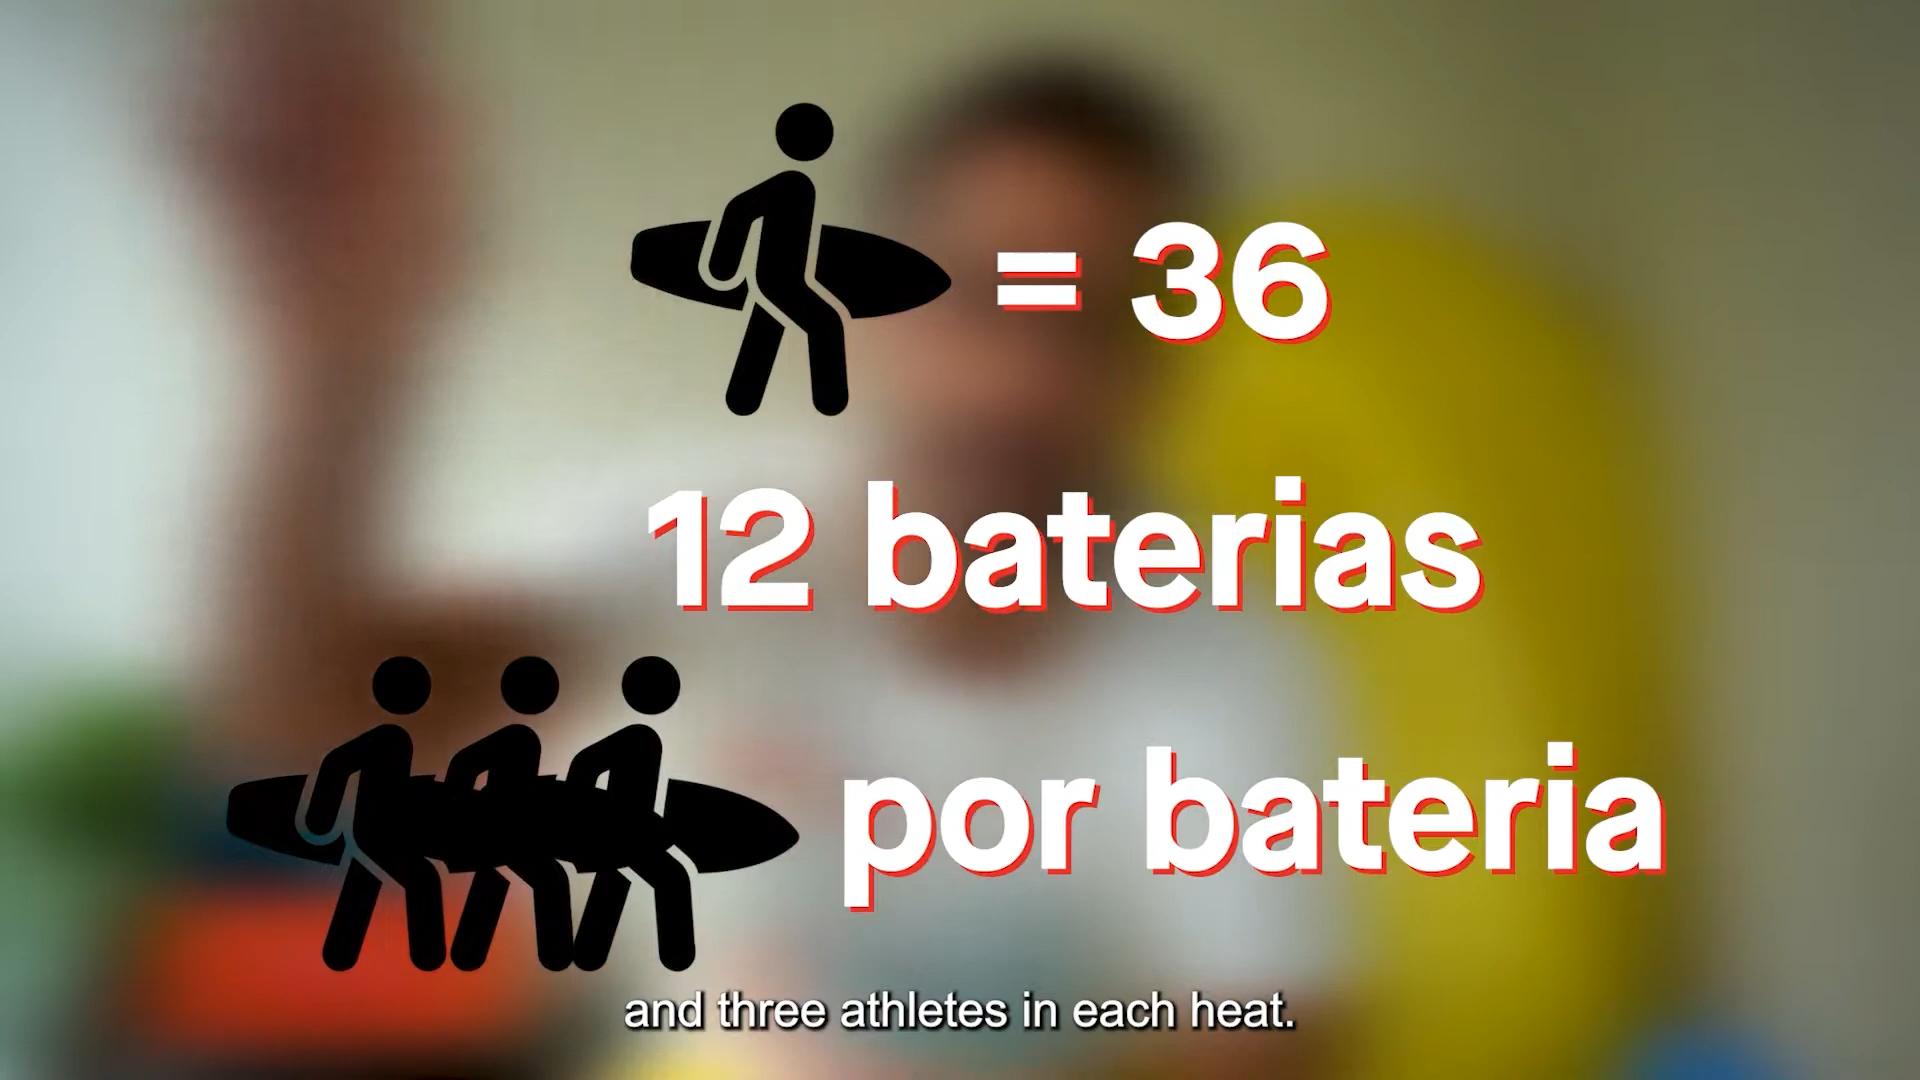 = 36
12 baterias
por bateria
and three athletes in each heat.